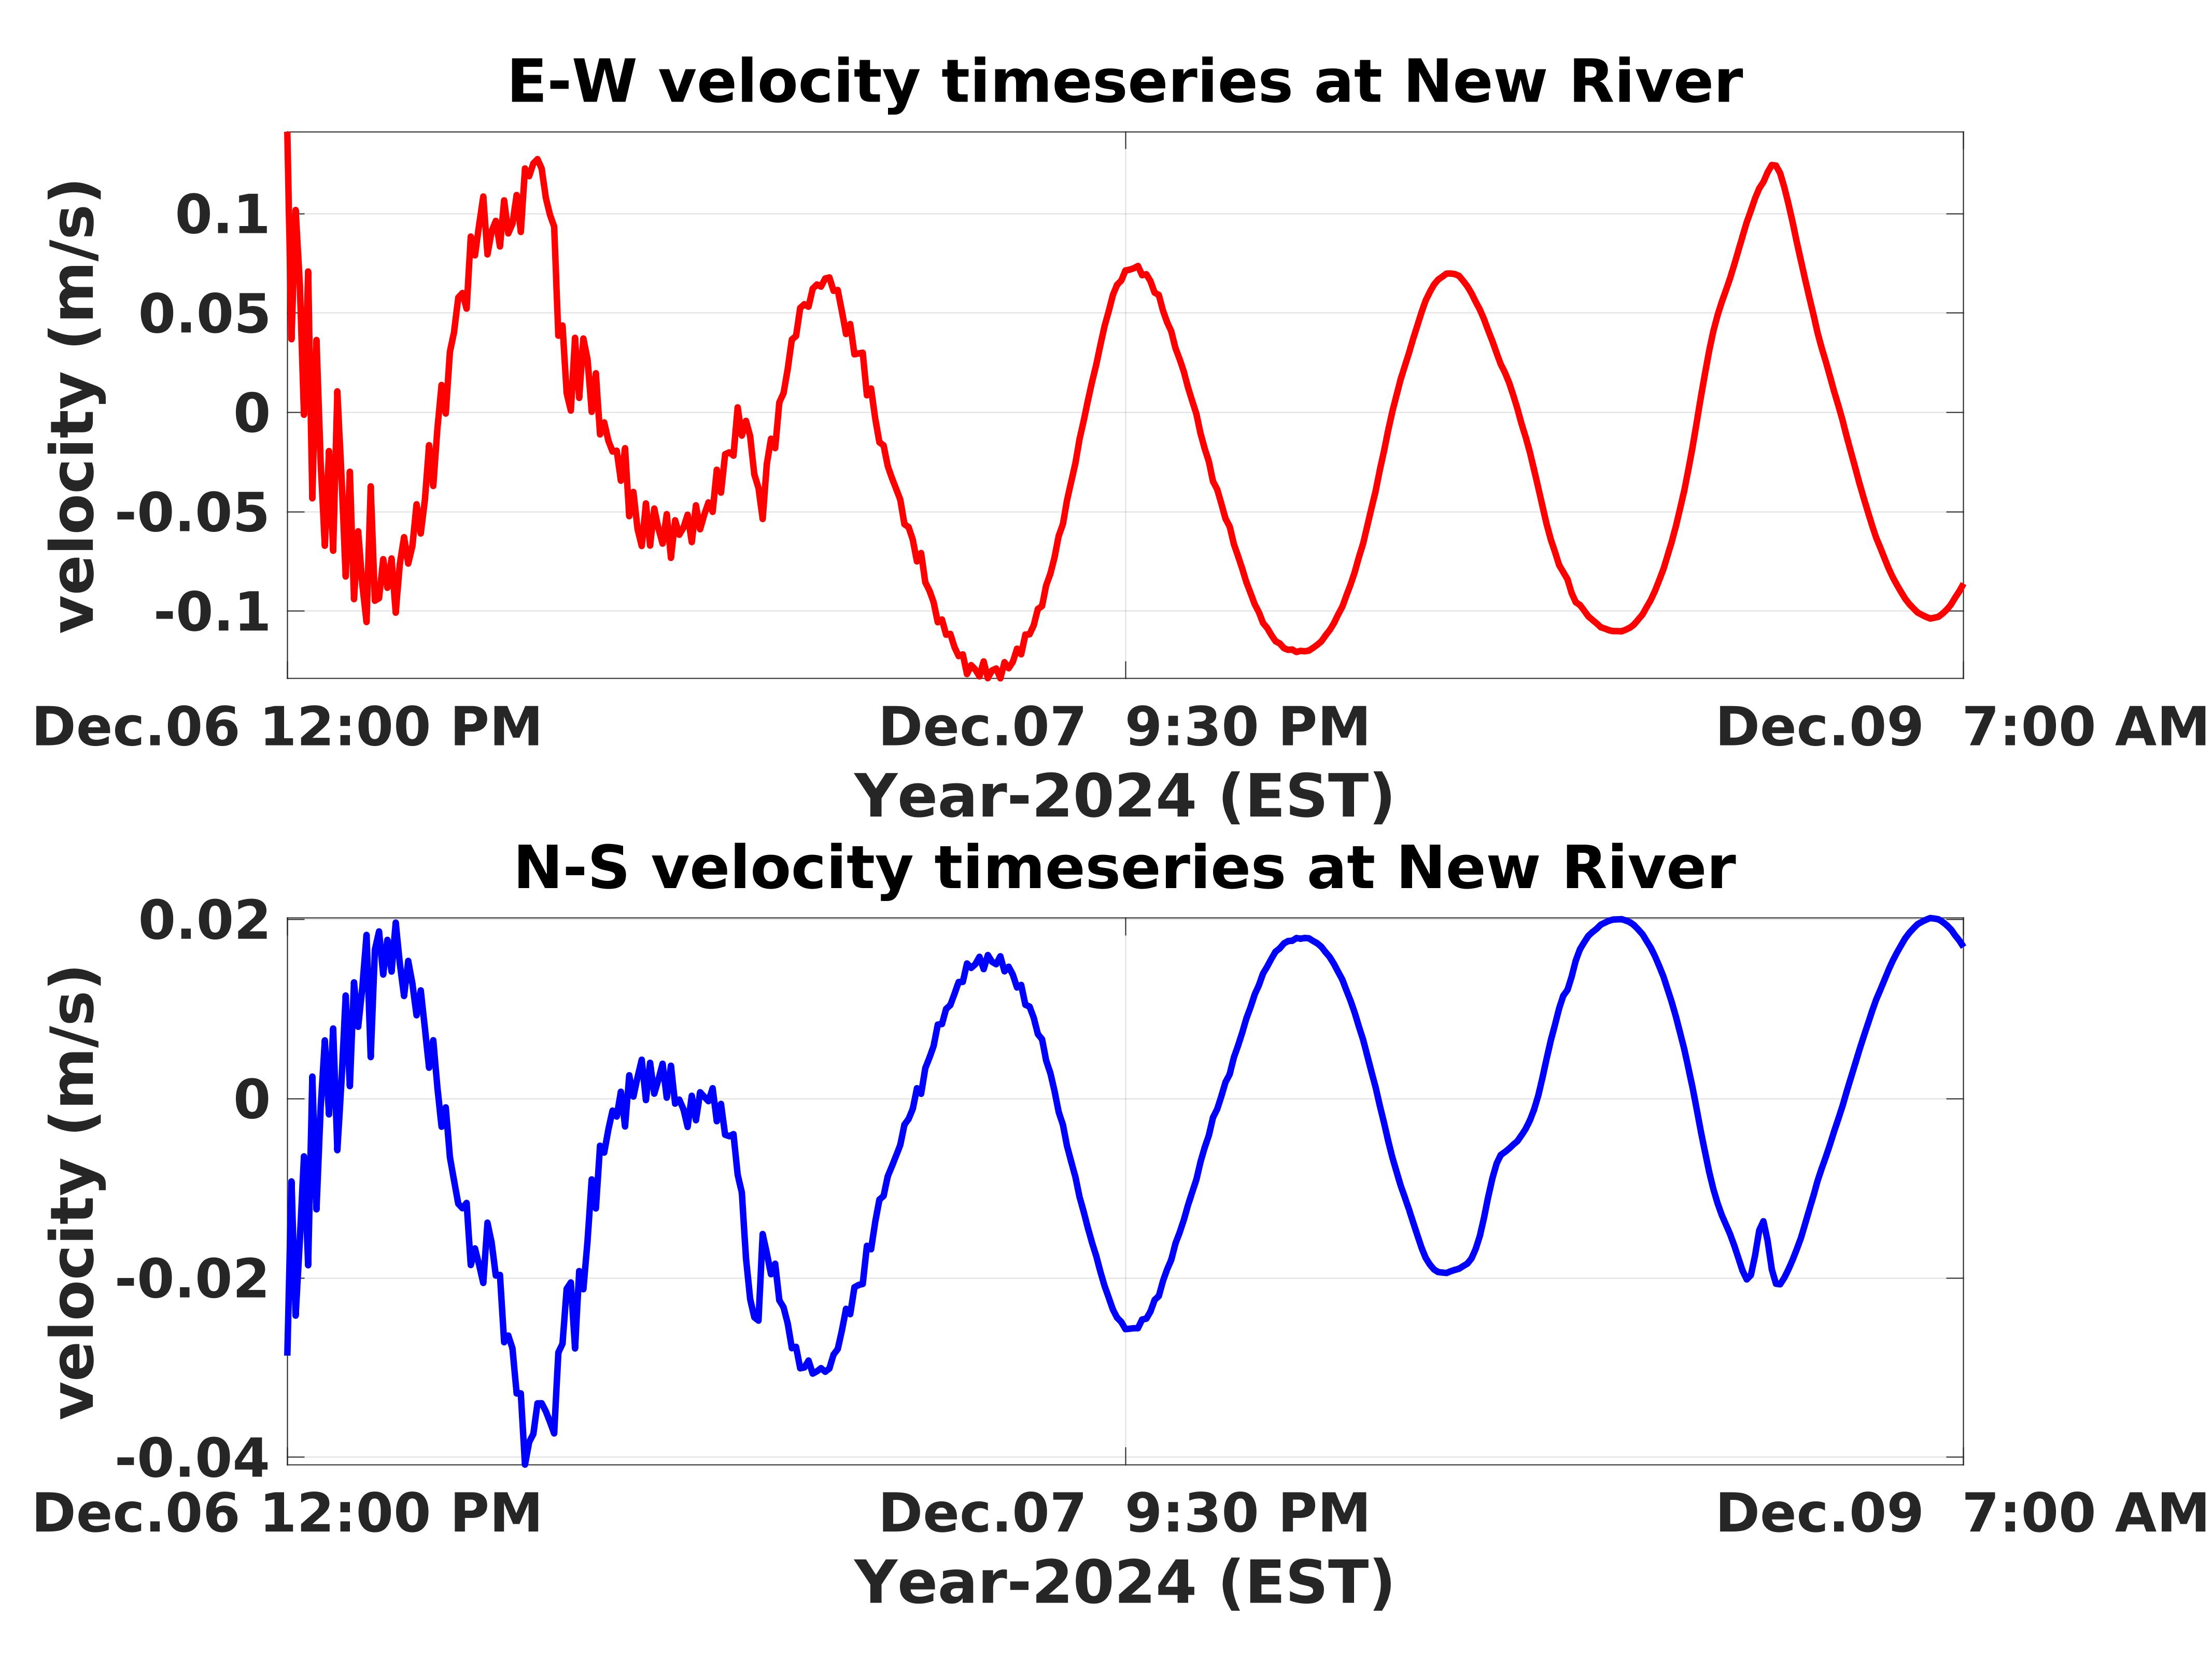 E-W velocity timeseries at New River
velocity (m/s)
0.1
0.05
0
-0.05
-0.1
Dec.06 12:00 PM
Dec.07  9:30 PM
Dec.09  7:00 AM
Year-2024 (EST)
N-S velocity timeseries at New River
velocity (m/s)
0.02
0
-0.02
-0.04
Dec.06 12:00 PM
Dec.07  9:30 PM
Dec.09  7:00 AM
Year-2024 (EST)